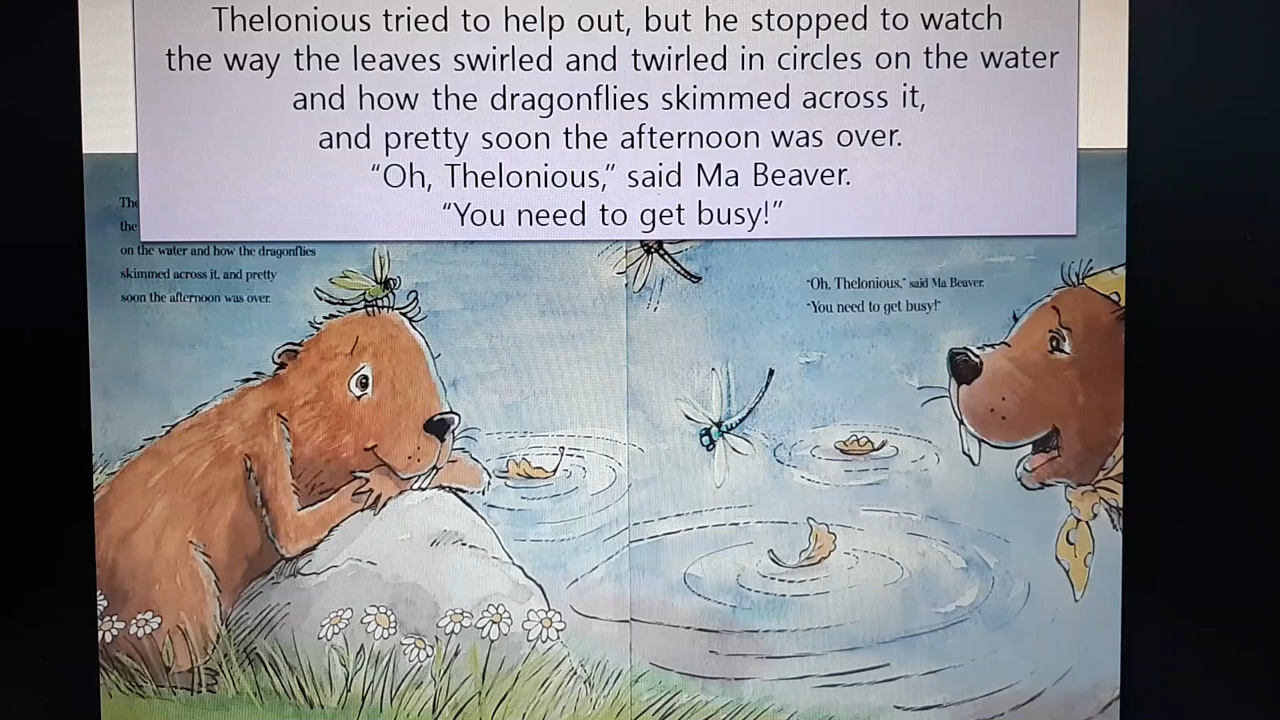 Thelonious tried to help out, but he stopped to watch
the way the leaves swirled and twirled in circles on the water
and how the dragonflies skimmed across it,
and pretty soon the afternoon was over.
“Oh, Thelonious,” said Ma Beaver.
“You need to get busy!”
The
the
on the water and how the dragonflies
skimmed across it, and pretty
soon the afternoon was over.
“Oh, Thelonious,” said Ma Beaver.
“You need to get busy!”